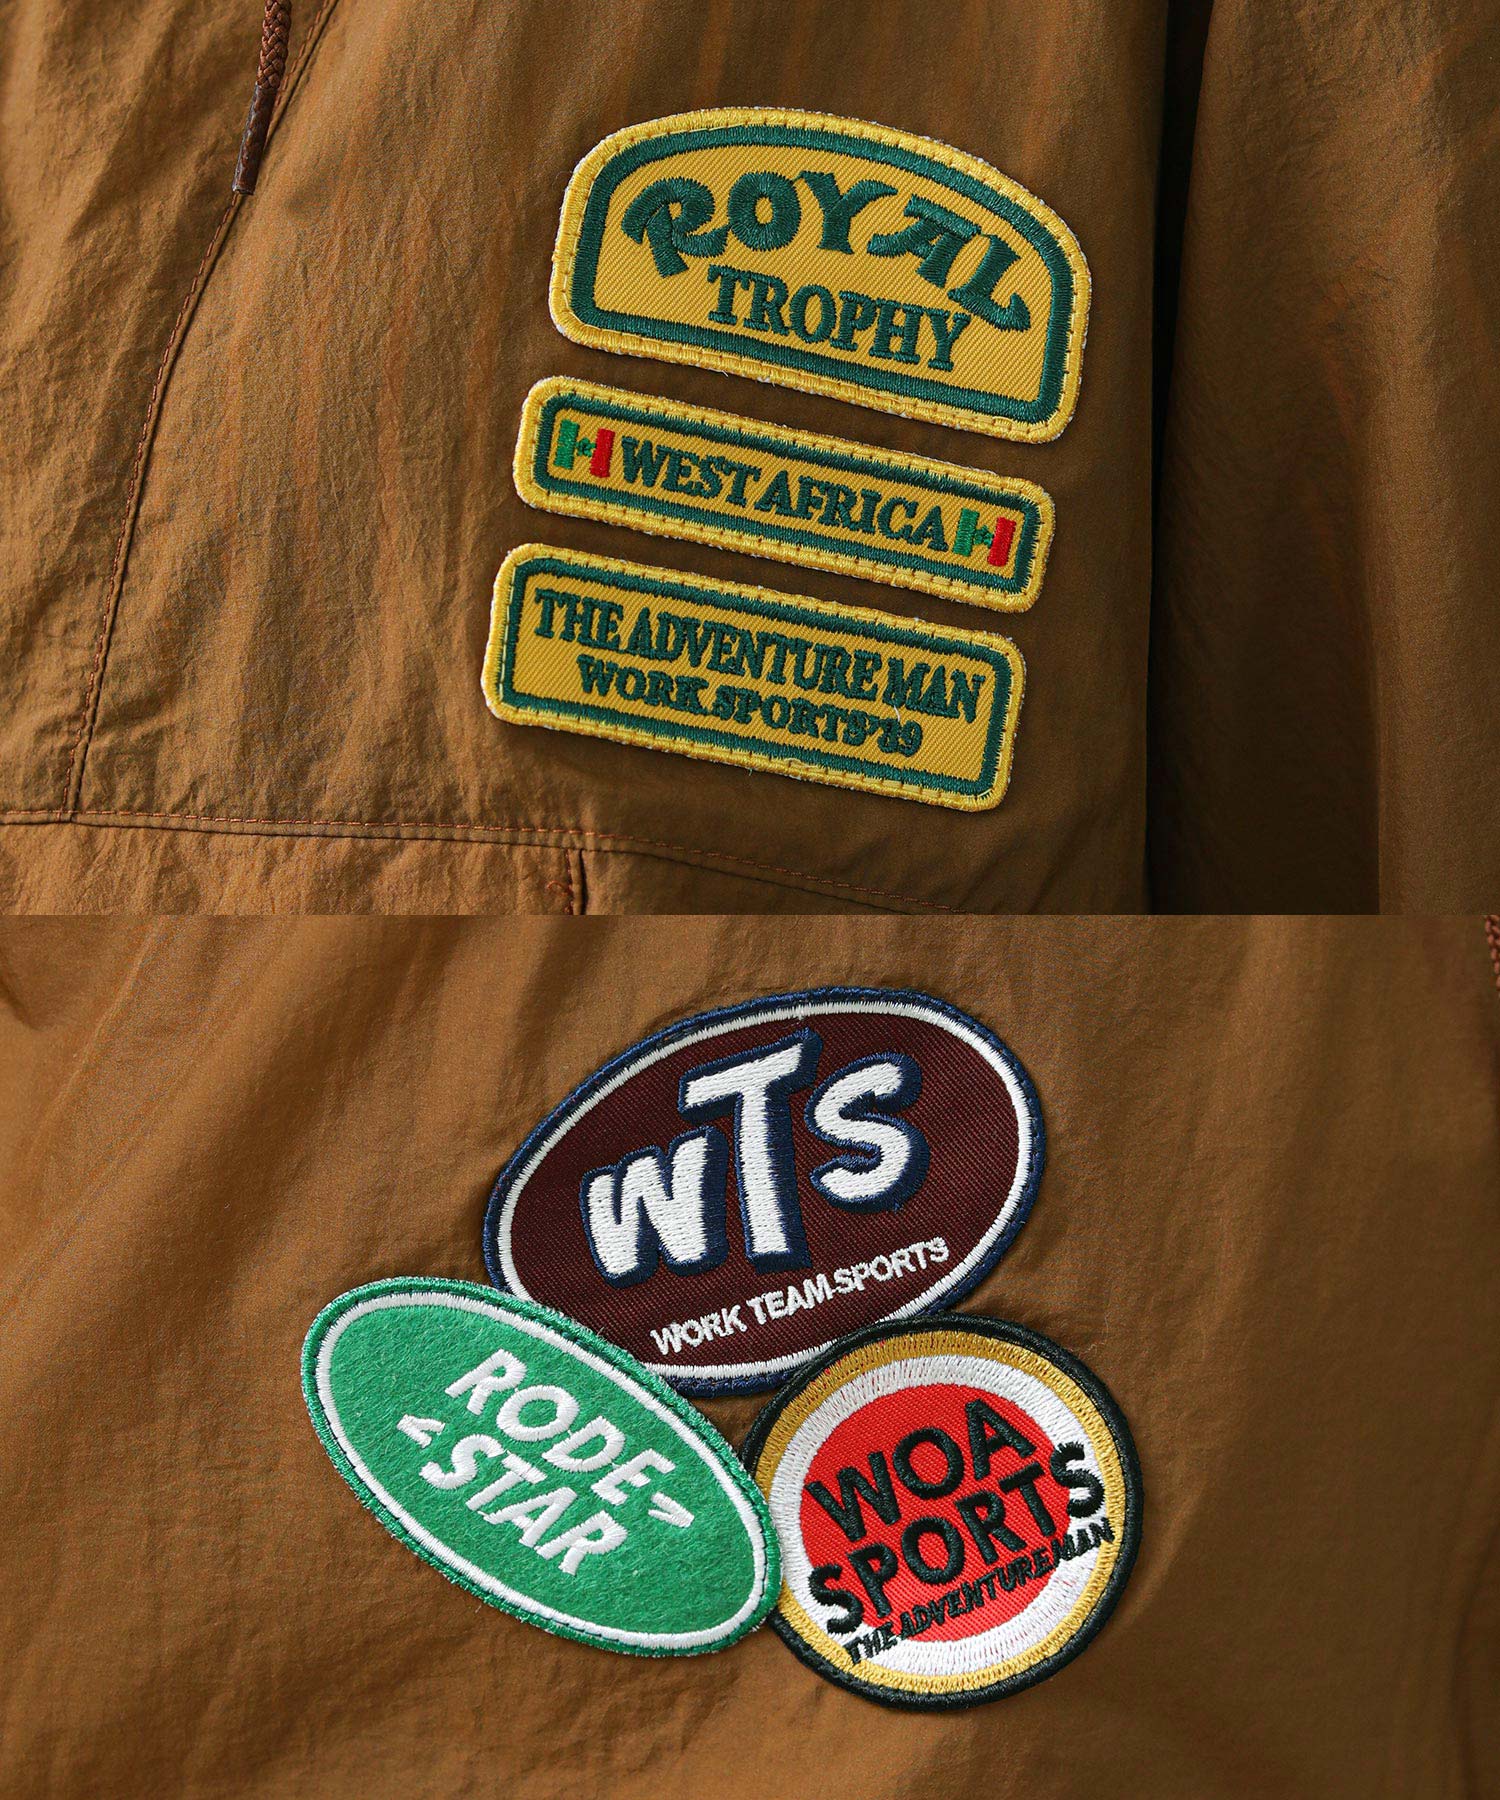 ROYAL
TROPHY
WEST AFRICA
THE ADVENTURE MAN
WORK SPORTS '89
WTS
WORK TEAM-SPORTS
RODE
STAR
WOA
SPORTS
THE ADVENTURE MAN